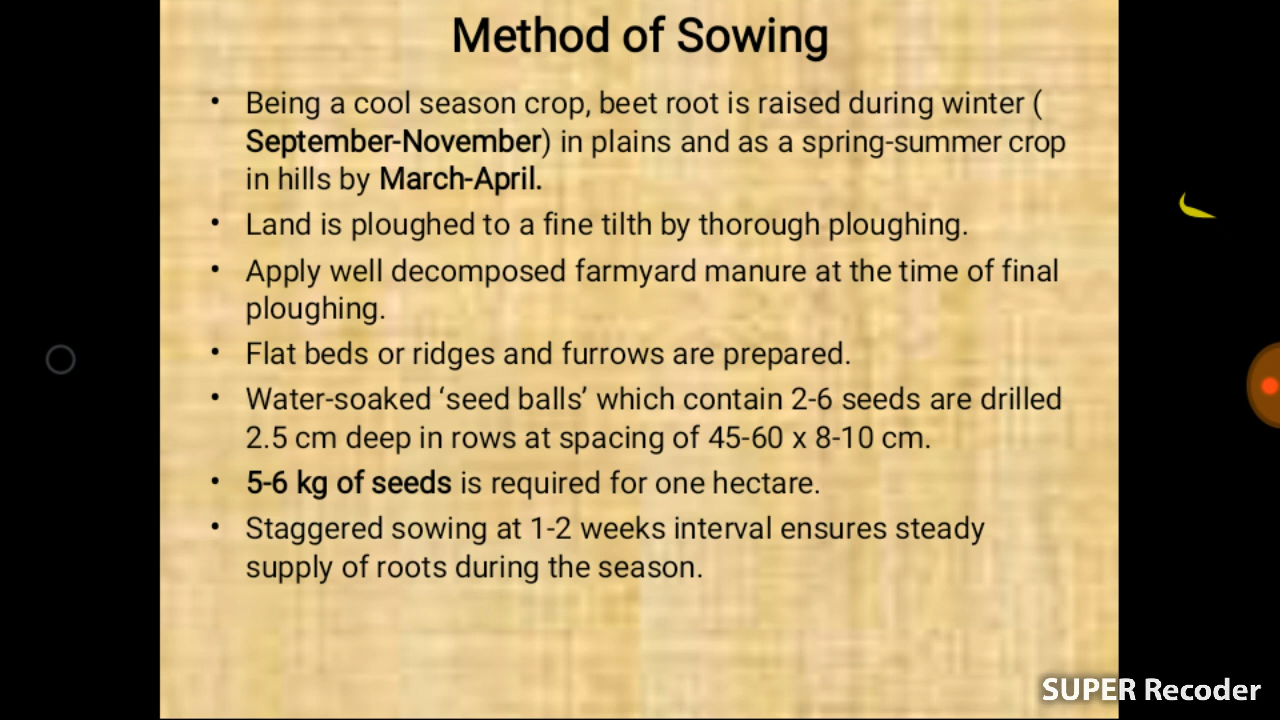 Method of Sowing
• Being a cool season crop, beet root is raised during winter (
September-November) in plains and as a spring-summer crop
in hills by March-April.
• Land is ploughed to a fine tilth by thorough ploughing.
• Apply well decomposed farmyard manure at the time of final
ploughing.
• Flat beds or ridges and furrows are prepared.
• Water-soaked ‘seed balls’ which contain 2-6 seeds are drilled
2.5 cm deep in rows at spacing of 45-60 x 8-10 cm.
• 5-6 kg of seeds is required for one hectare.
• Staggered sowing at 1-2 weeks interval ensures steady
supply of roots during the season.
SUPER Recoder